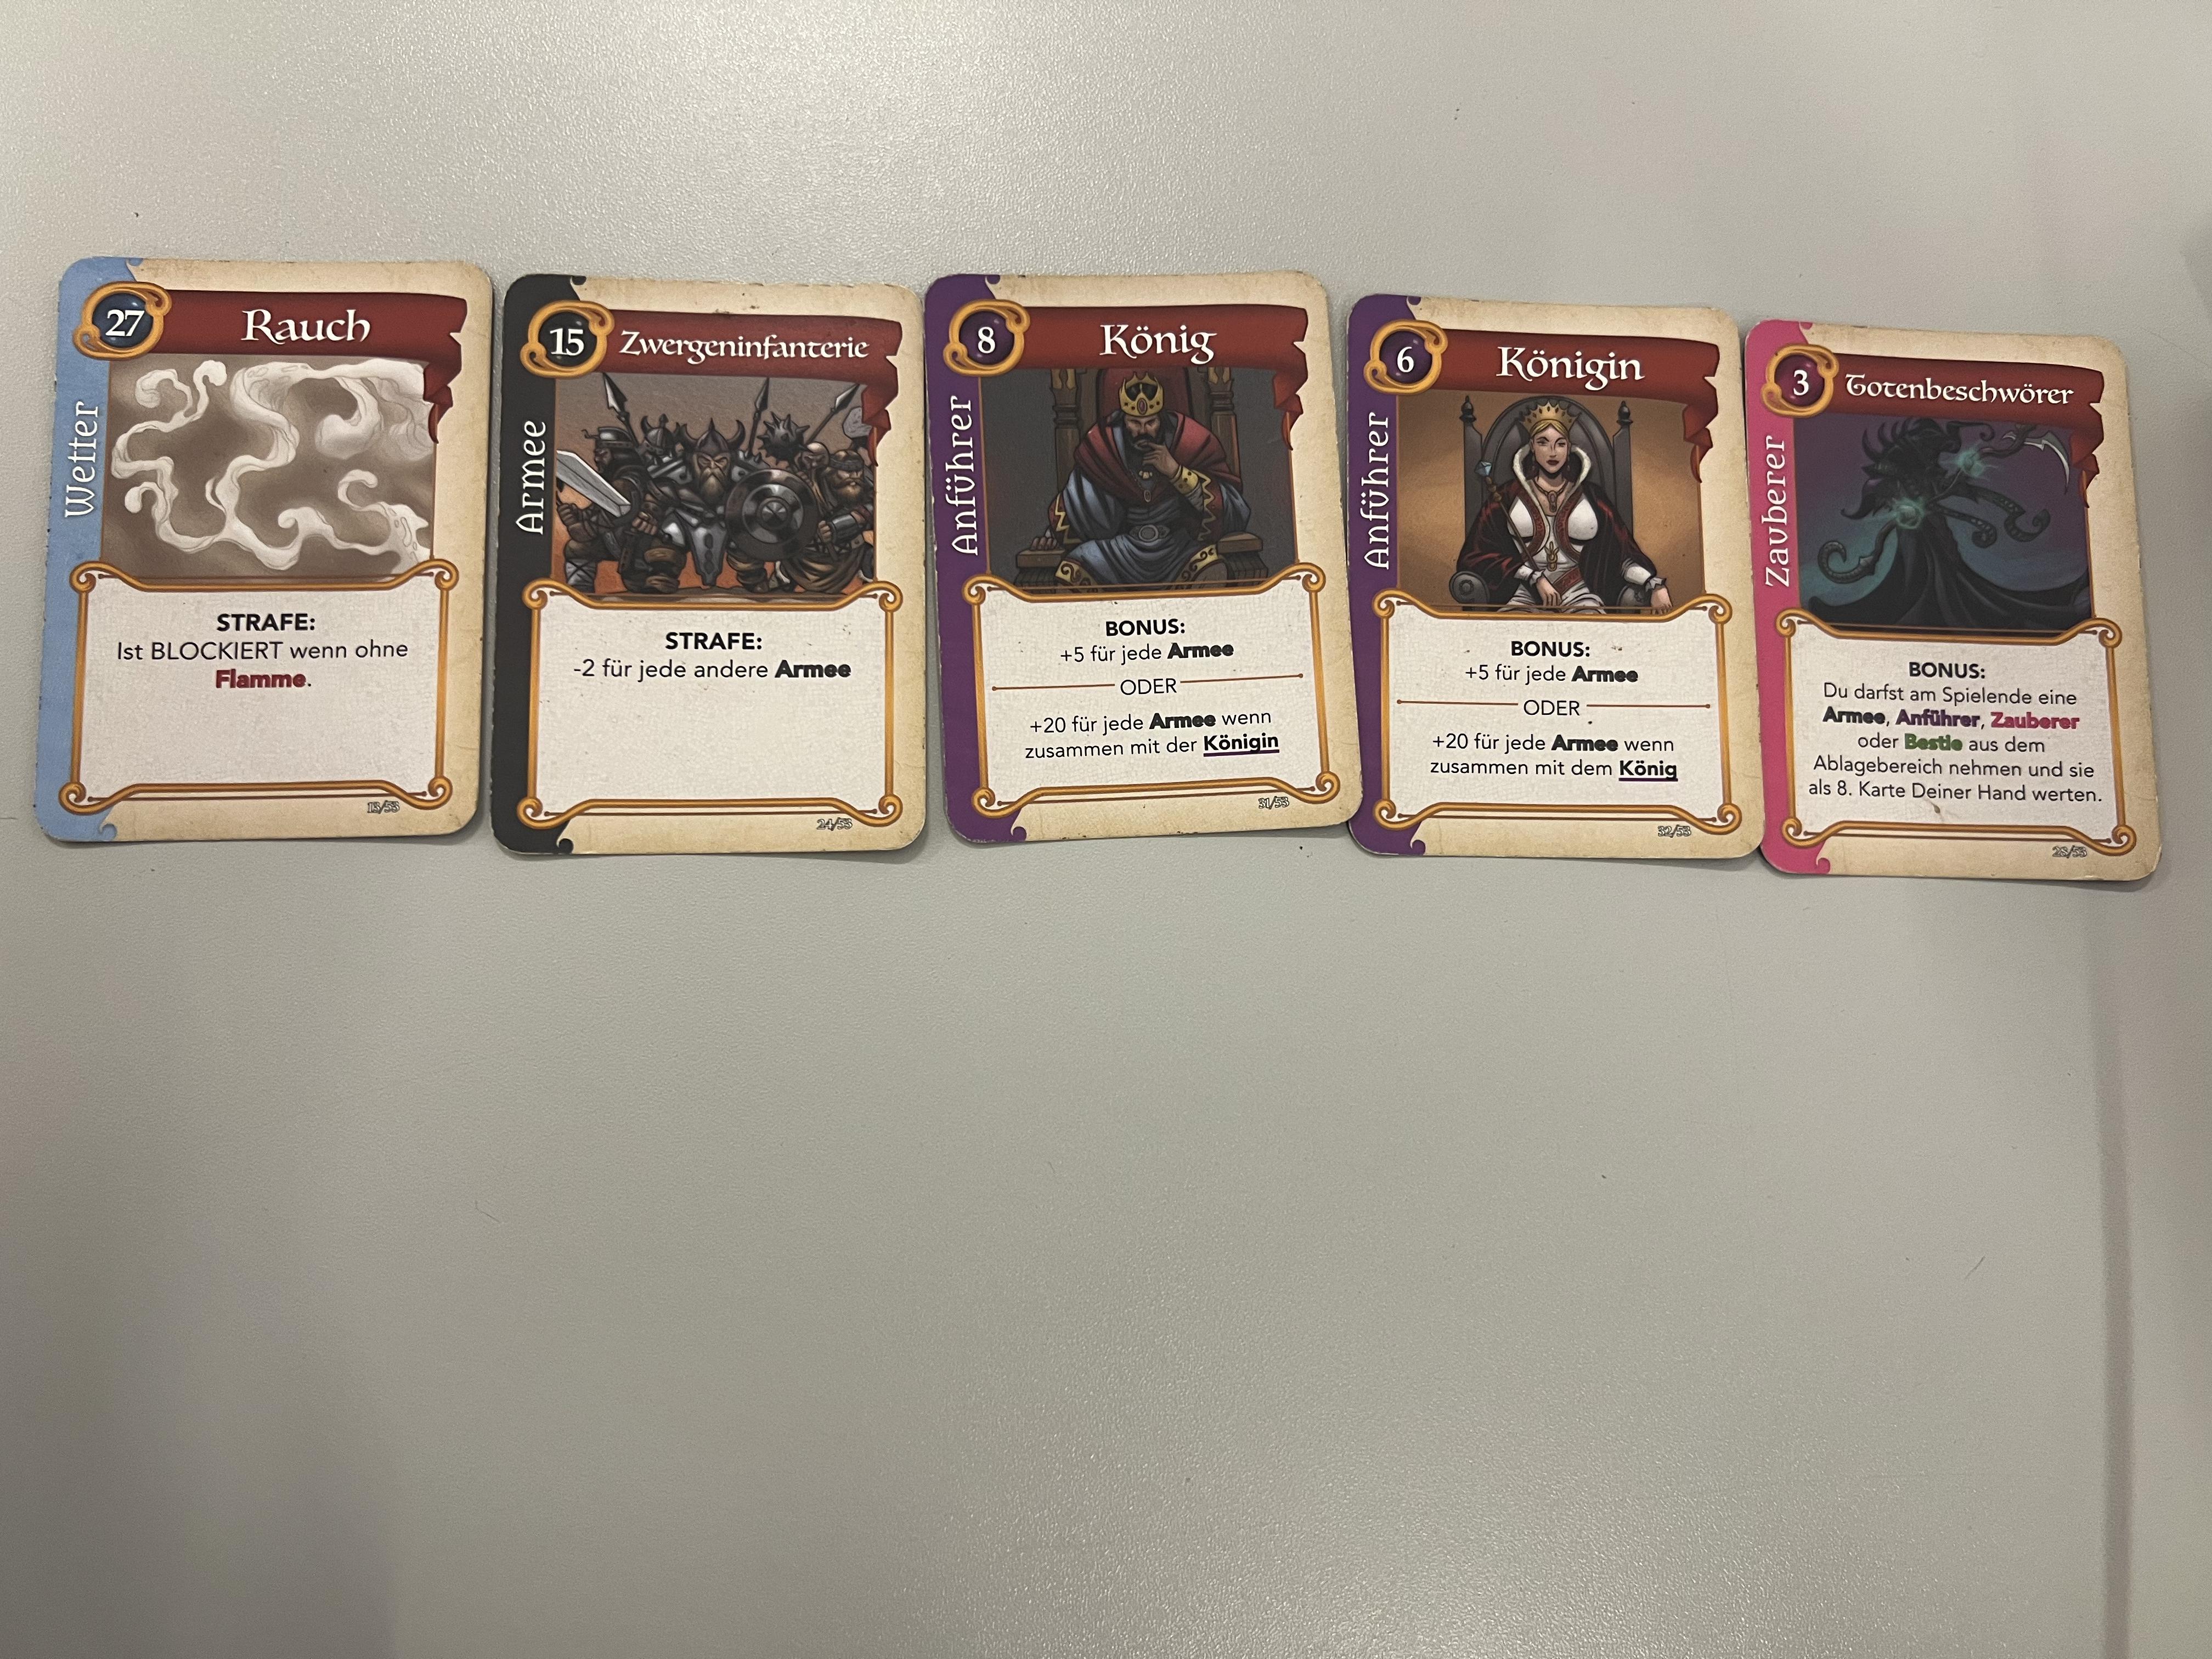 Wetter
27
Rauch
STRAFE:
Ist BLOCKIERT wenn ohne
Flamme.
13/53
Armee
15
Zwergeninfanterie
STRAFE:
-2 für jede andere Armee
24/53
Anführer
8
König
BONUS:
+5 für jede Armee
ODER
+20 für jede Armee wenn
zusammen mit der Königin
31/53
Anführer
6
Königin
BONUS:
+5 für jede Armee
ODER
+20 für jede Armee wenn
zusammen mit dem König
32/53
Zauberer
3
Totenbeschwörer
BONUS:
Du darfst am Spielende eine
Armee, Anführer, Zauberer
oder Bestie aus dem
Ablagebereich nehmen und sie
als 8. Karte Deiner Hand werten.
28/53